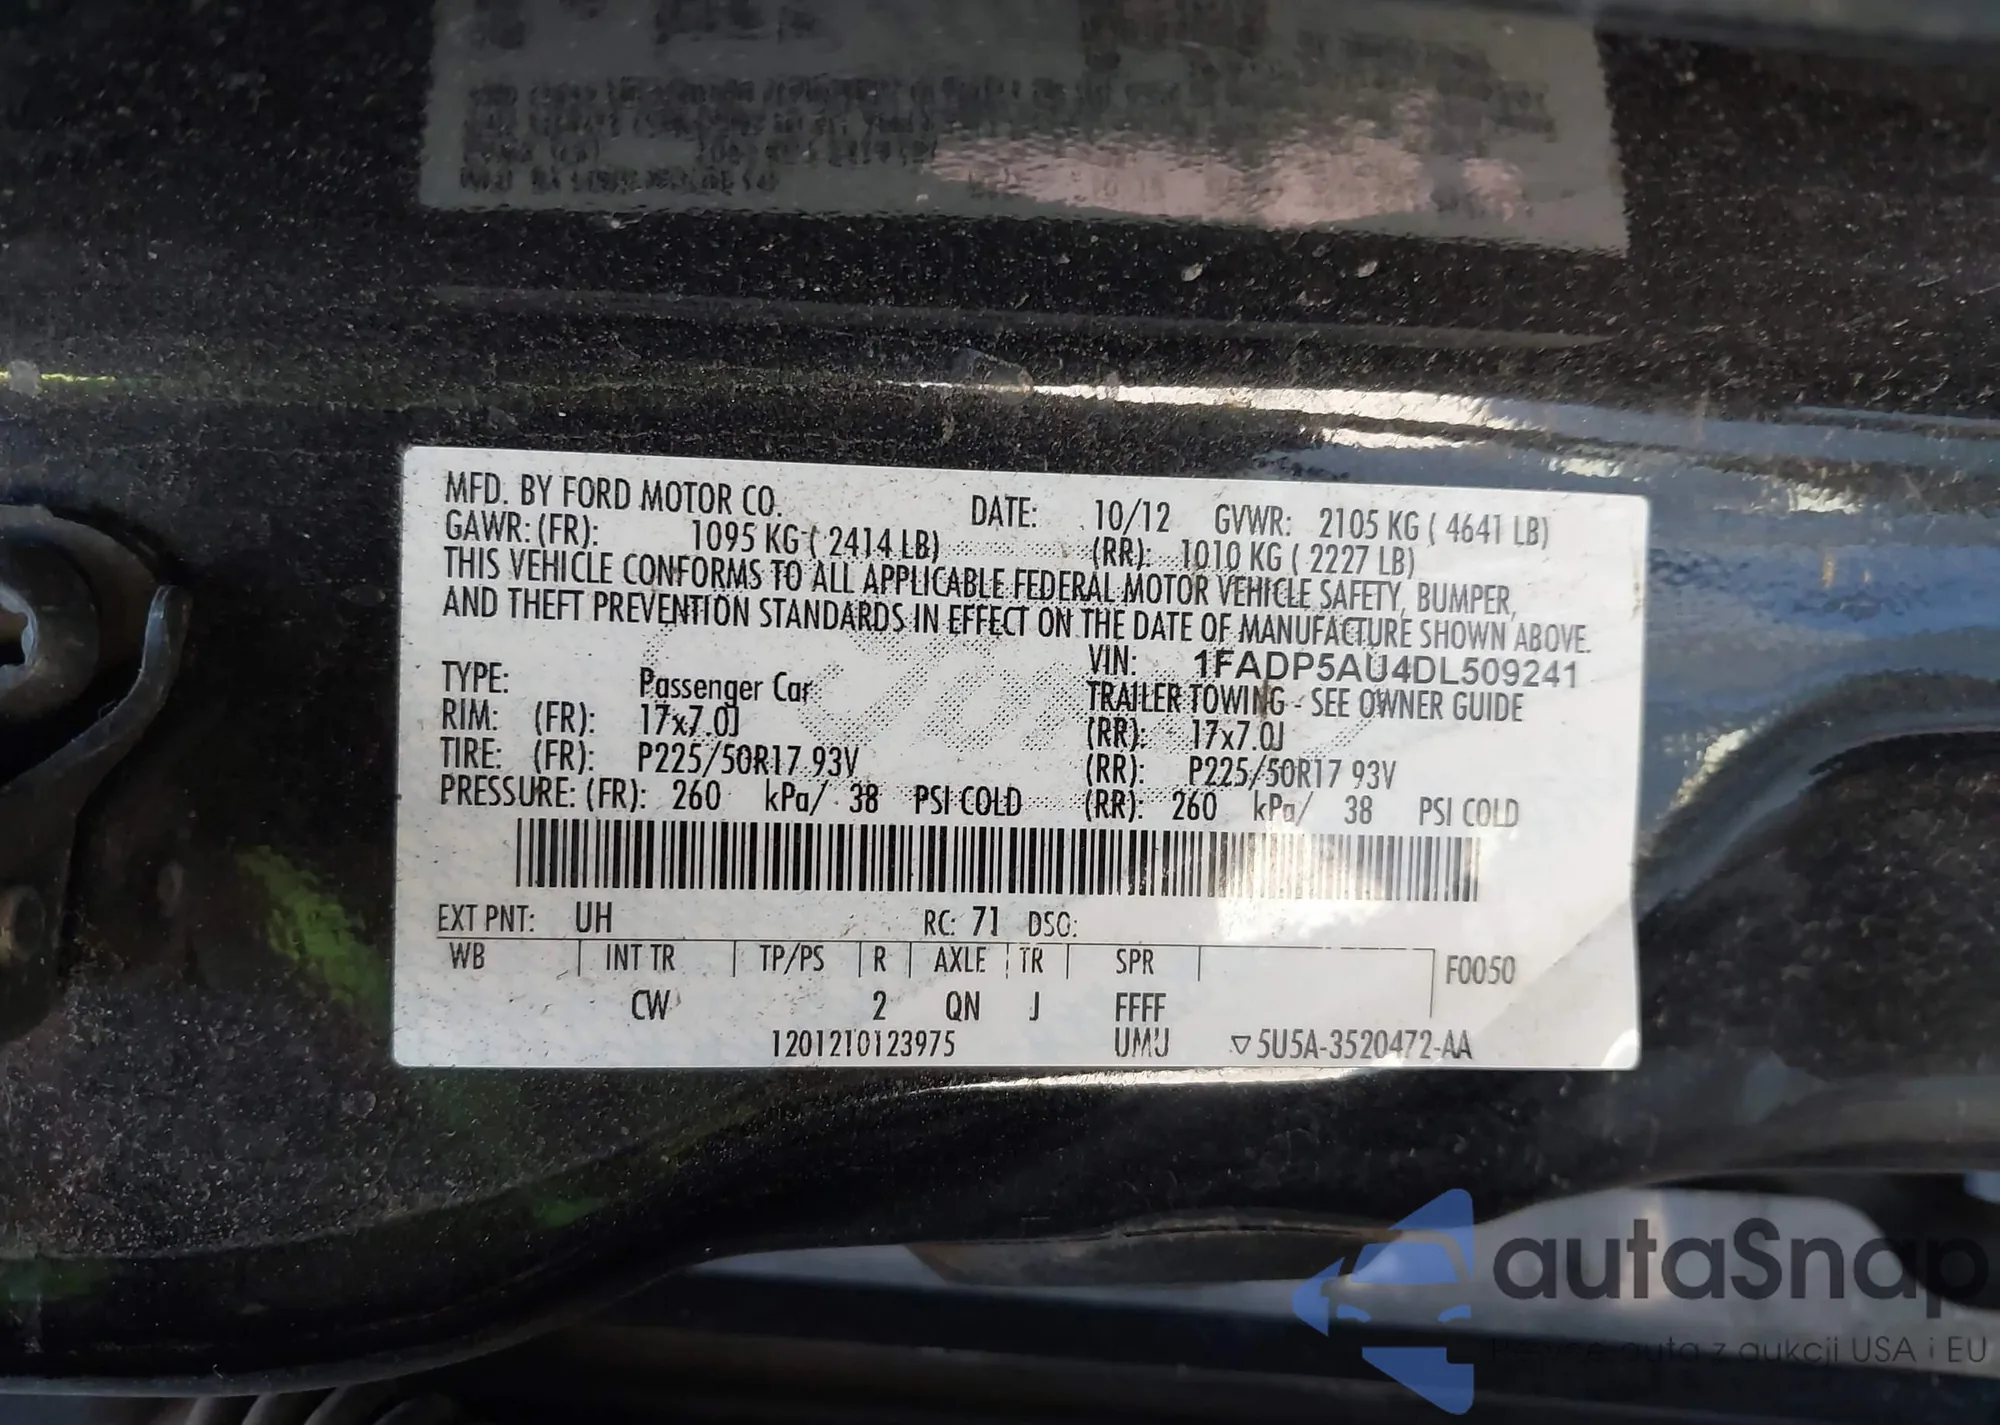 MFD. BY FORD MOTOR CO. DATE: 10/12 GVWR: 2105 KG ( 4641 LB)
GAWR: (FR): 1095 KG ( 2414 LB) (RR): 1010 KG ( 2227 LB)
THIS VEHICLE CONFORMS TO ALL APPLICABLE FEDERAL MOTOR VEHICLE SAFETY, BUMPER,
AND THEFT PREVENTION STANDARDS IN EFFECT ON THE DATE OF MANUFACTURE SHOWN ABOVE.
VIN: 1FADP5AU4DL509241
TYPE: Passenger Car TRAILER TOWING - SEE OWNER GUIDE
RIM: (FR): 17x7.0J (RR): 17x7.0J
TIRE: (FR): P225/50R17 93V (RR): P225/50R17 93V
PRESSURE: (FR): 260 kPa/ 38 PSI COLD (RR): 260 kPa/ 38 PSI COLD
EXT PNT: UH RC: 71 DSO:
WB INT TR TP/PS R AXLE TR SPR F0050
CW 2 QN J FFFF
1201210123975 UMU ▽5U5A-3520472-AA
autaSnap
auta z aukcji USA i EU